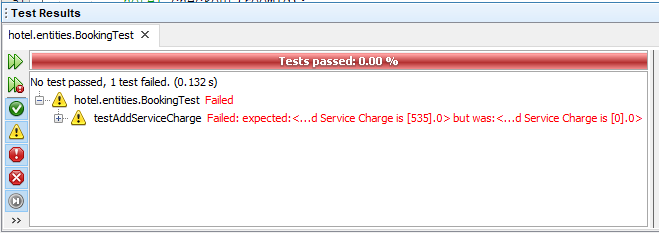 Test Results
hotel.entities.BookingTest
Tests passed: 0.00 %
No test passed, 1 test failed. (0.132 s)
hotel.entities.BookingTest Failed
testAddServiceCharge Failed: expected:<...d Service Charge is [535].0> but was:<...d Service Charge is [0].0>
>>